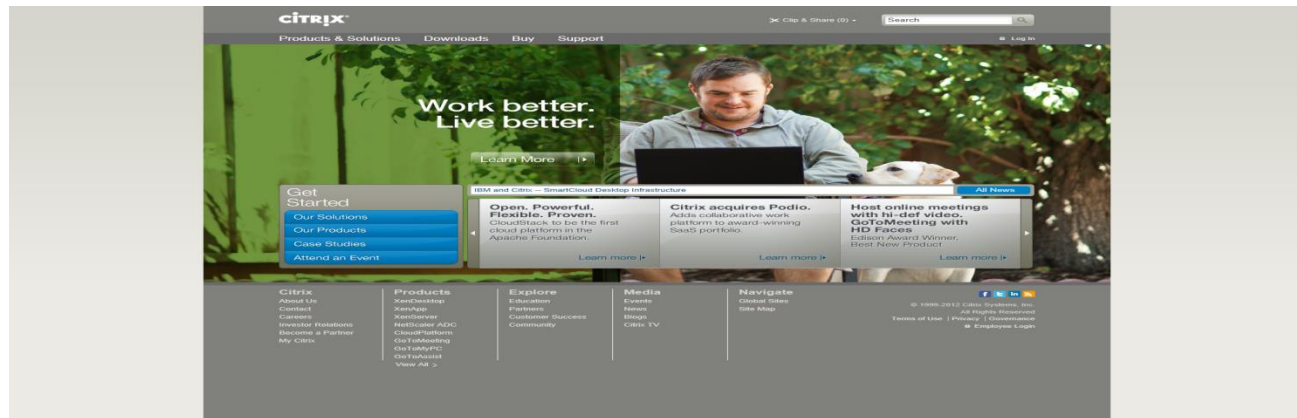 CITRIX
Clip & Share (0)
Search
Products & Solutions Downloads Buy Support
Log In
Work better.
Live better.
Learn More
Get
Started
Our Solutions
Our Products
Case Studies
Attend an Event
IBM and Citrix – SmartCloud Desktop Infrastructure
All News
Open. Powerful.
Flexible. Proven.
CloudStack to be the first
cloud platform in the
Apache Foundation.
Learn more
Citrix acquires Podio.
Adds collaborative work
platform to award-winning
SaaS portfolio.
Learn more
Host online meetings
with hi-def video.
GoToMeeting with
HD Faces
Edison Award Winner,
Best New Product
Learn more
Citrix
About Us
Contact
Careers
Investor Relations
Become a Partner
My Citrix
Products
XenDesktop
XenApp
XenServer
NetScaler ADC
CloudPlatform
GoToMeeting
GoToMyPC
GoToAssist
View All >
Explore
Education
Partners
Customer Success
Community
Media
Events
News
Blogs
Citrix TV
Navigate
Global Sites
Site Map
© 1999-2012 Citrix Systems, Inc.
All Rights Reserved
Terms of Use | Privacy | Governance
Employee Login